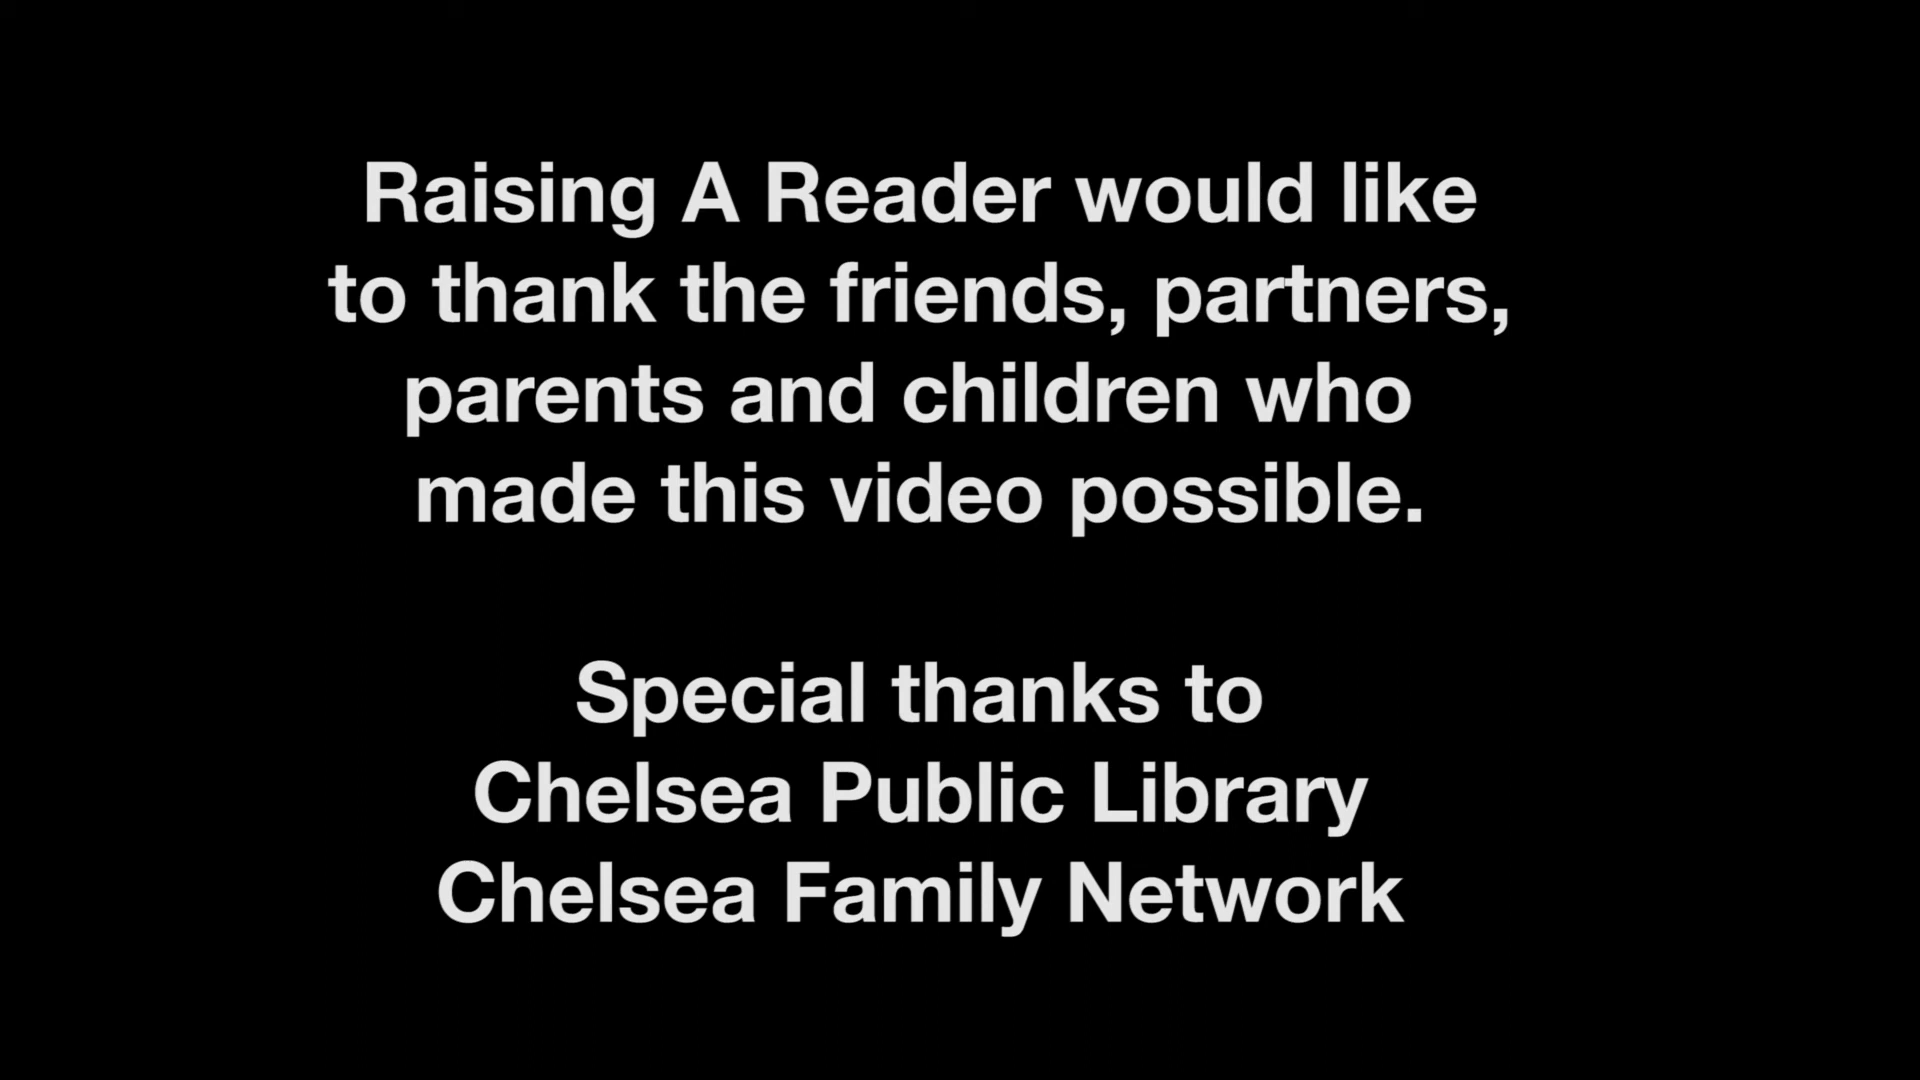 Raising A Reader would like
to thank the friends, partners,
parents and children who
made this video possible.
Special thanks to
Chelsea Public Library
Chelsea Family Network